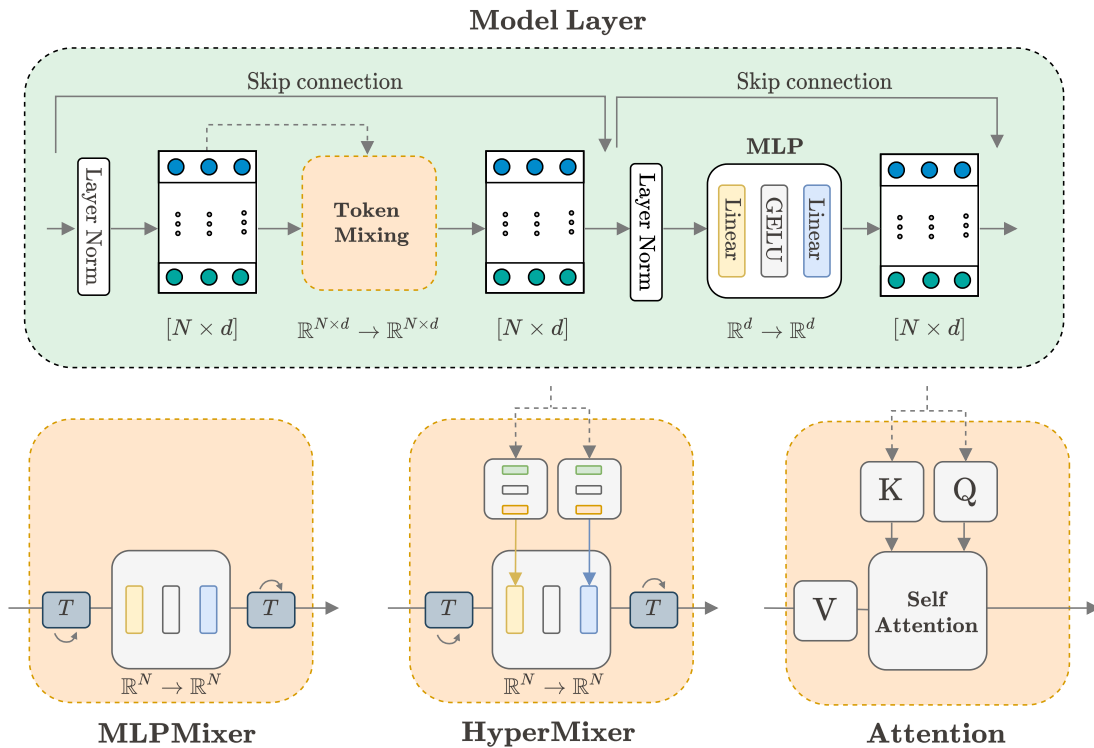 Model Layer
Skip connection
Skip connection
Layer Norm
Token
Mixing
Layer Norm
MLP
Linear
GELU
Linear
[N × d]
ℝ^{N×d} → ℝ^{N×d}
[N × d]
ℝ^d → ℝ^d
[N × d]
T
T
ℝ^N → ℝ^N
MLPMixer
T
T
ℝ^N → ℝ^N
HyperMixer
K
Q
V
Self
Attention
Attention